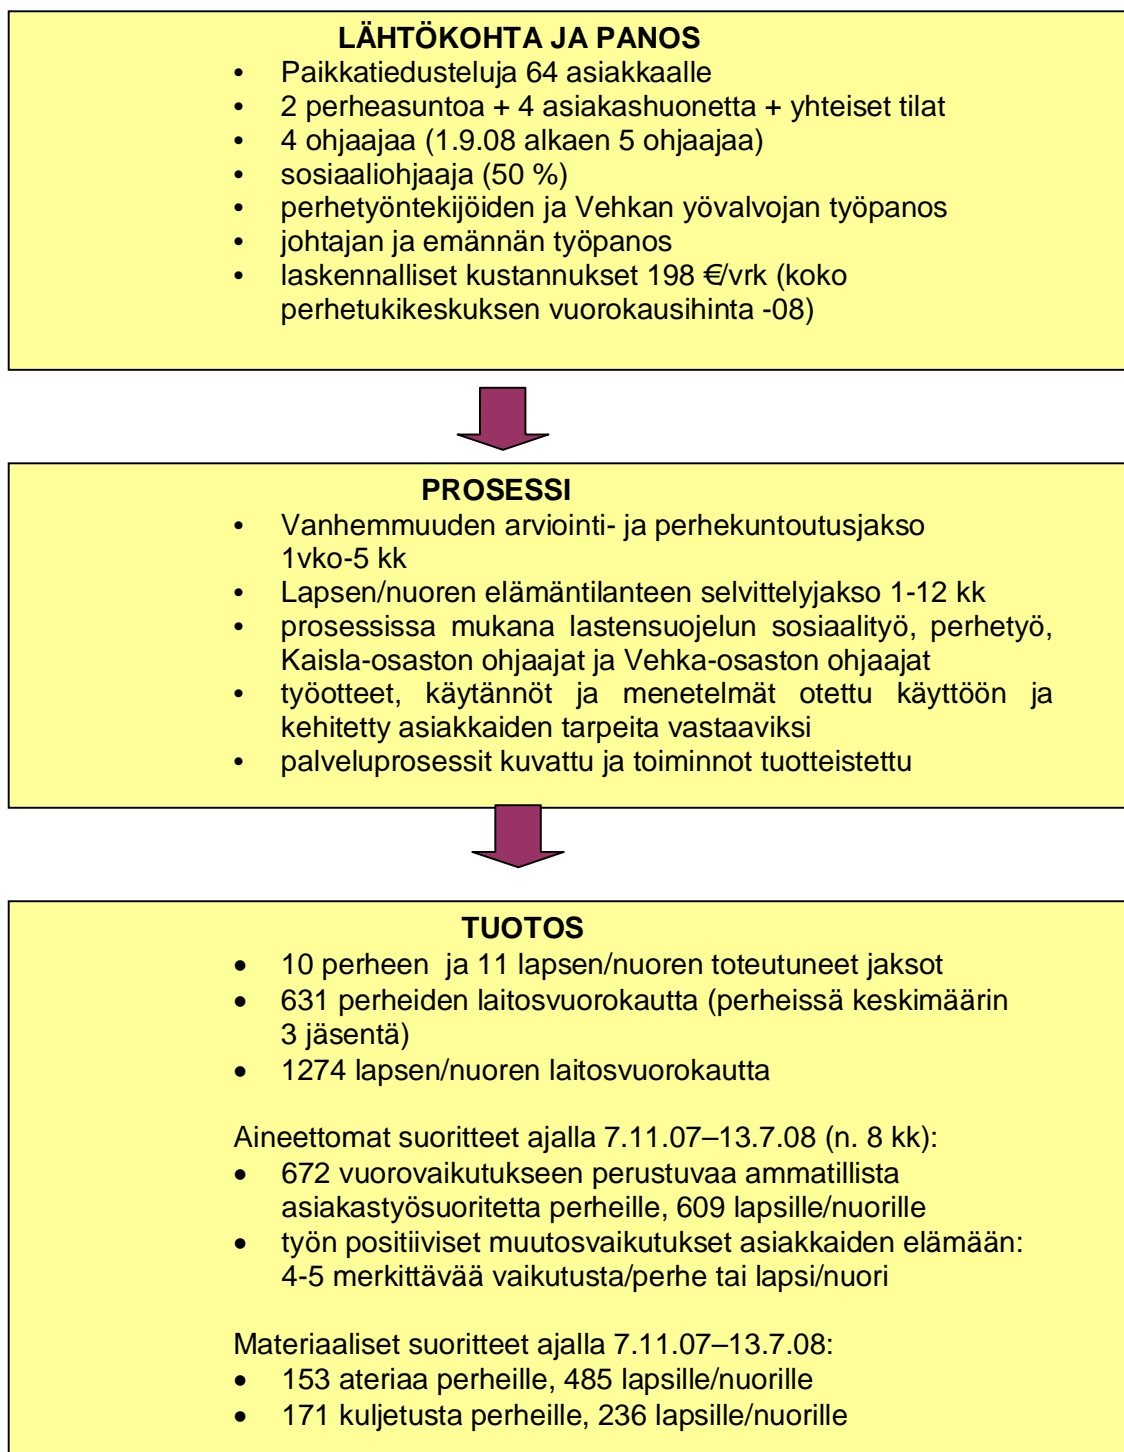 LÄHTÖKOHTA JA PANOS
• Paikkatiedusteluja 64 asiakkaalle
• 2 perheasuntoa + 4 asiakashuonetta + yhteiset tilat
• 4 ohjaajaa (1.9.08 alkaen 5 ohjaajaa)
• sosiaaliohjaaja (50 %)
• perhetyöntekijöiden ja Vehkan yövalvojan työpanos
• johtajan ja emännän työpanos
• laskennalliset kustannukset 198 €/vrk (koko
perhetukikeskuksen vuorokausihinta -08)
PROSESSI
• Vanhemmuuden arviointi- ja perhekuntoutusjakso
1vko-5 kk
• Lapsen/nuoren elämäntilanteen selvittelyjakso 1-12 kk
• prosessissa mukana lastensuojelun sosiaalityö, perhetyö,
Kaisla-osaston ohjaajat ja Vehka-osaston ohjaajat
• työotteet, käytännöt ja menetelmät otettu käyttöön ja
kehitetty asiakkaiden tarpeita vastaaviksi
• palveluprosessit kuvattu ja toiminnot tuotteistettu
TUOTOS
• 10 perheen ja 11 lapsen/nuoren toteutuneet jaksot
• 631 perheiden laitosvuorokautta (perheissä keskimäärin
3 jäsentä)
• 1274 lapsen/nuoren laitosvuorokautta
Aineettomat suoritteet ajalla 7.11.07–13.7.08 (n. 8 kk):
• 672 vuorovaikutukseen perustuvaa ammatillista
asiakastyösuoritetta perheille, 609 lapsille/nuorille
• työn positiiviset muutosvaikutukset asiakkaiden elämään:
4-5 merkittävää vaikutusta/perhe tai lapsi/nuori
Materiaaliset suoritteet ajalla 7.11.07–13.7.08:
• 153 ateriaa perheille, 485 lapsille/nuorille
• 171 kuljetusta perheille, 236 lapsille/nuorille